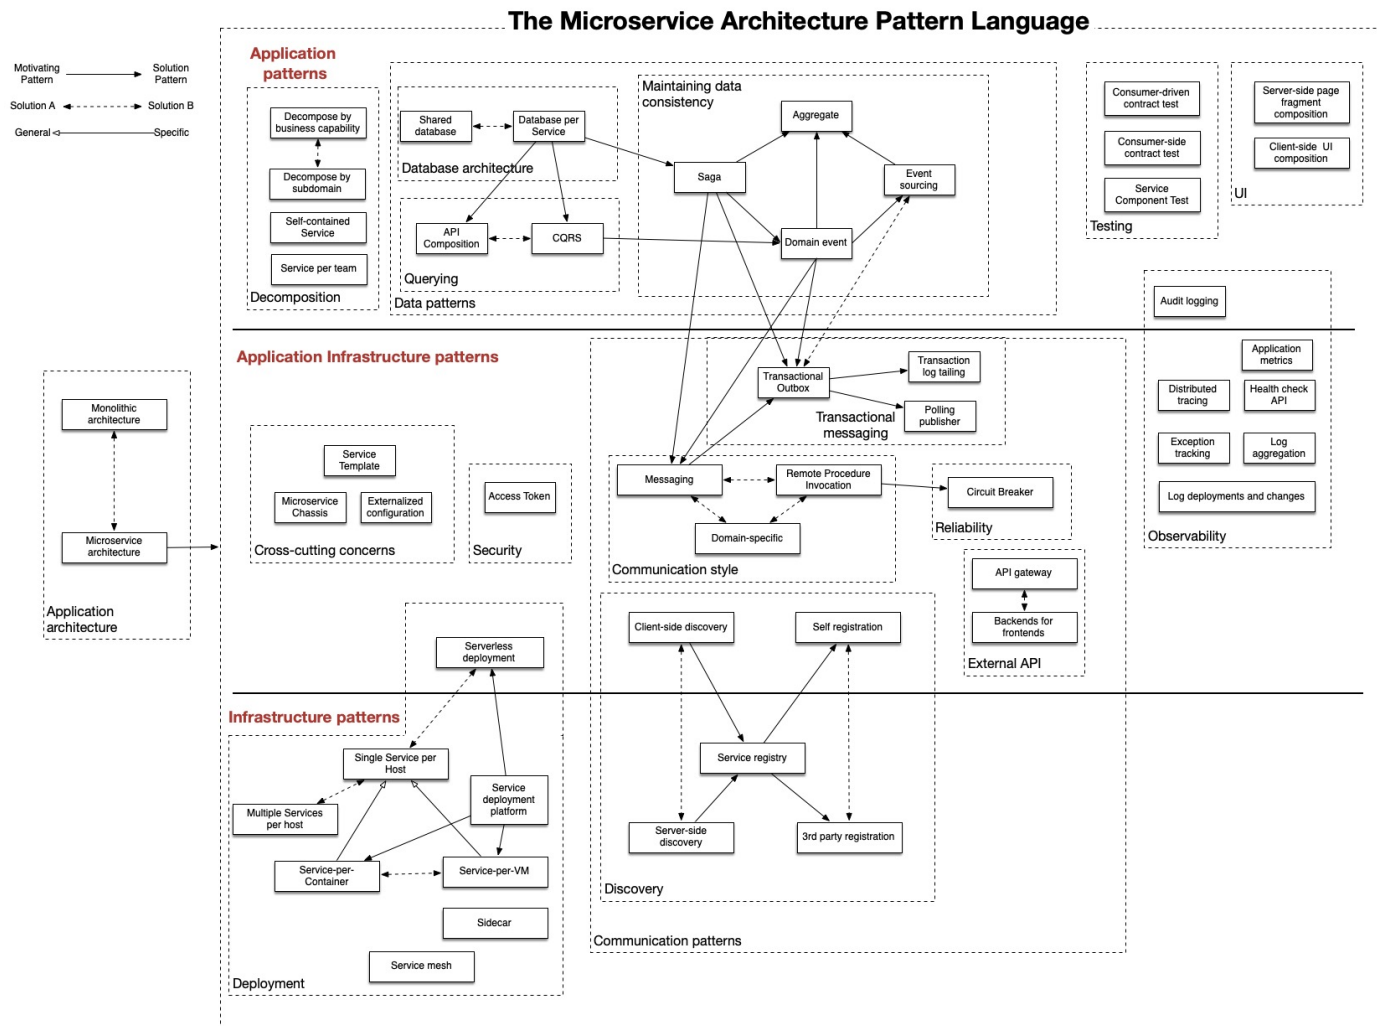 The Microservice Architecture Pattern Language
Motivating
Pattern
Solution
Pattern
Solution A
Solution B
General
Specific
Application
patterns
Decompose by
business capability
Decompose by
subdomain
Self-contained
Service
Service per team
Decomposition
Shared
database
Database per
Service
Database architecture
API
Composition
CQRS
Querying
Data patterns
Maintaining data
consistency
Aggregate
Saga
Event
sourcing
Domain event
Consumer-driven
contract test
Consumer-side
contract test
Service
Component Test
Testing
Server-side page
fragment
composition
Client-side UI
composition
UI
Audit logging
Application
metrics
Distributed
tracing
Health check
API
Exception
tracking
Log
aggregation
Log deployments and changes
Observability
Application Infrastructure patterns
Monolithic
architecture
Microservice
architecture
Application
architecture
Service
Template
Microservice
Chassis
Externalized
configuration
Cross-cutting concerns
Access Token
Security
Transactional
Outbox
Transaction
log tailing
Polling
publisher
Transactional
messaging
Messaging
Remote Procedure
Invocation
Domain-specific
Communication style
Circuit Breaker
Reliability
API gateway
Backends for
frontends
External API
Client-side discovery
Self registration
Service registry
Server-side
discovery
3rd party registration
Discovery
Communication patterns
Infrastructure patterns
Serverless
deployment
Single Service per
Host
Multiple Services
per host
Service
deployment
platform
Service-per-
Container
Service-per-VM
Sidecar
Service mesh
Deployment